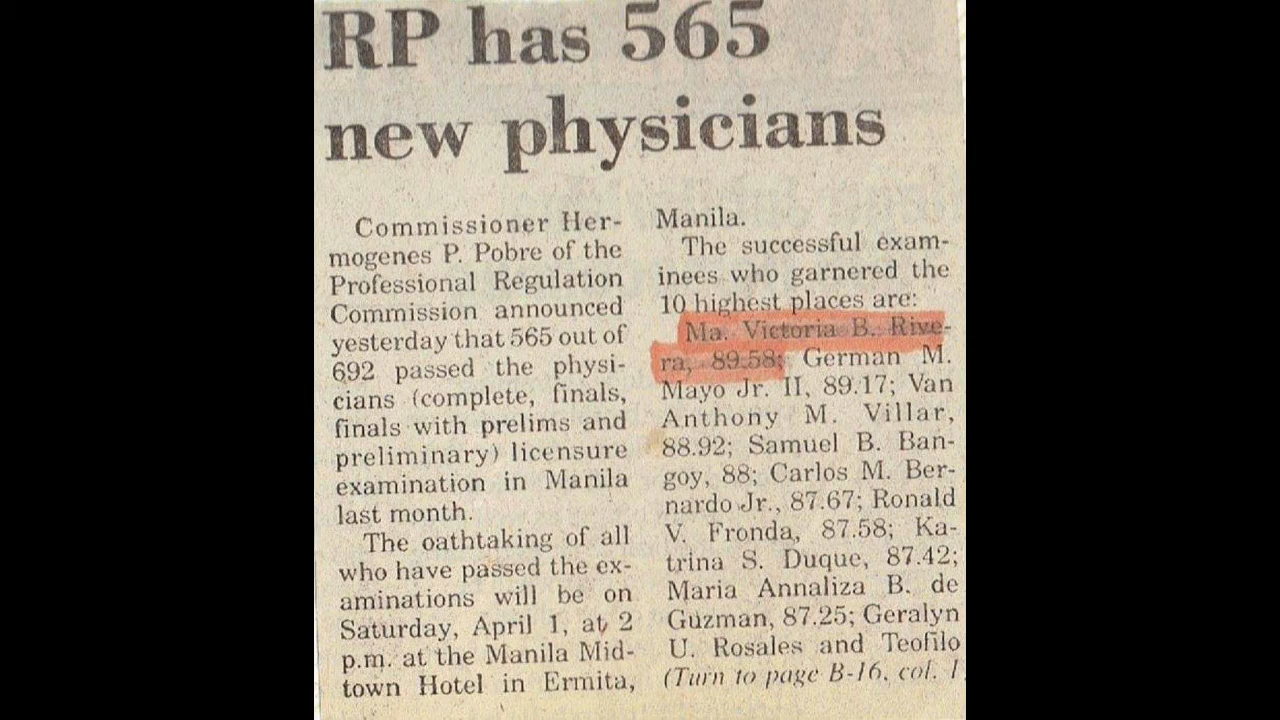 RP has 565
new physicians
Commissioner Her-
mogenes P. Pobre of the
Professional Regulation
Commission announced
yesterday that 565 out of
692 passed the physi-
cians (complete, finals,
finals with prelims and
preliminary) licensure
examination in Manila
last month.
The oathtaking of all
who have passed the ex-
aminations will be on
Saturday, April 1, at 2
p.m. at the Manila Mid-
town Hotel in Ermita,
Manila.
The successful exam-
inees who garnered the
10 highest places are:
Ma. Victoria B. Rive-
ra, 89.58; German M.
Mayo Jr. II, 89.17; Van
Anthony M. Villar,
88.92; Samuel B. Ban-
goy, 88; Carlos M. Ber-
nardo Jr., 87.67; Ronald
V. Fronda, 87.58; Ka-
trina S. Duque, 87.42;
Maria Annaliza B. de
Guzman, 87.25; Geralyn
U. Rosales and Teofilo
(Turn to page B-16, col. 1